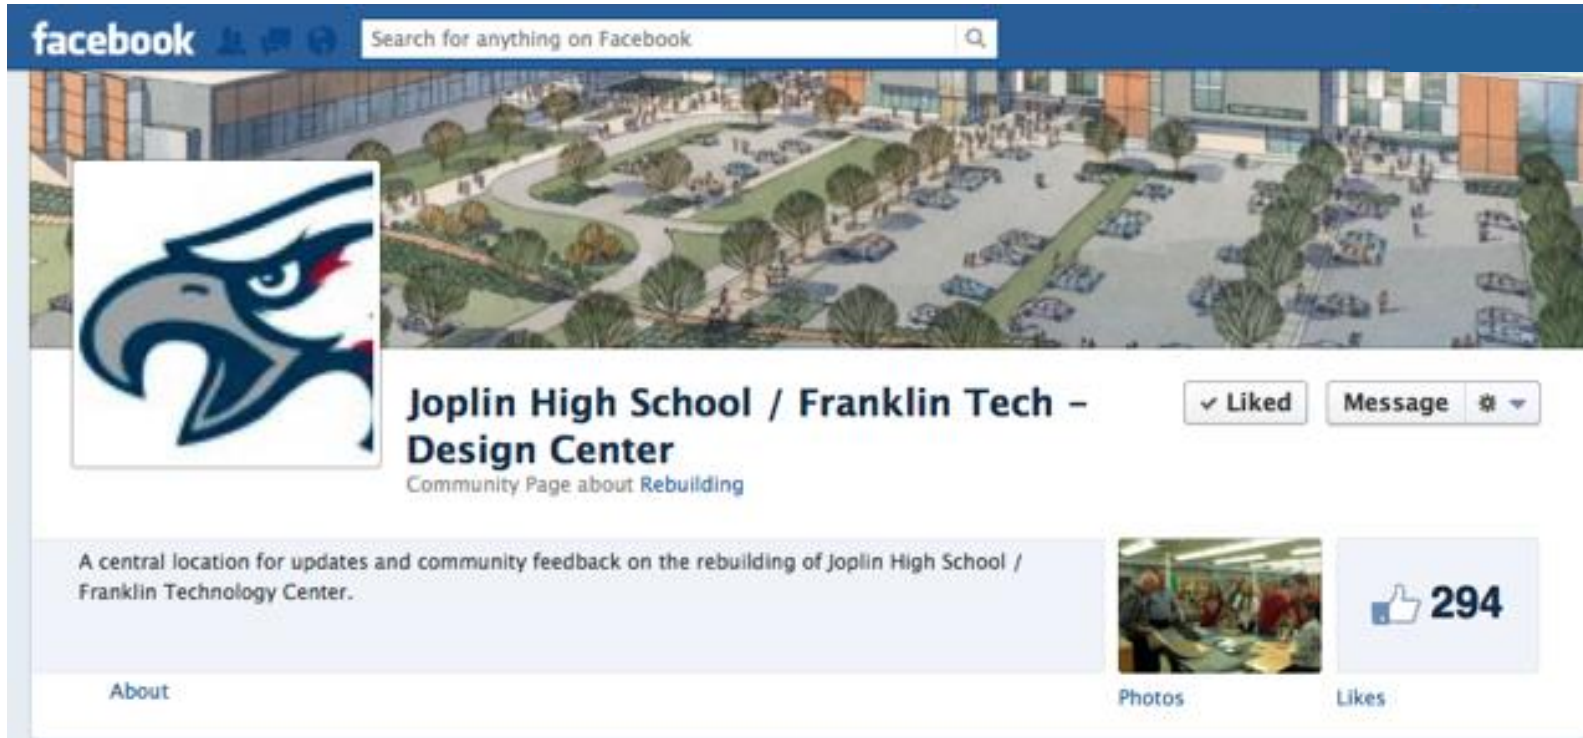 facebook
Search for anything on Facebook
Joplin High School / Franklin Tech –
Design Center
✓ Liked
Message
Community Page about Rebuilding
A central location for updates and community feedback on the rebuilding of Joplin High School /
Franklin Technology Center.
294
About
Photos
Likes